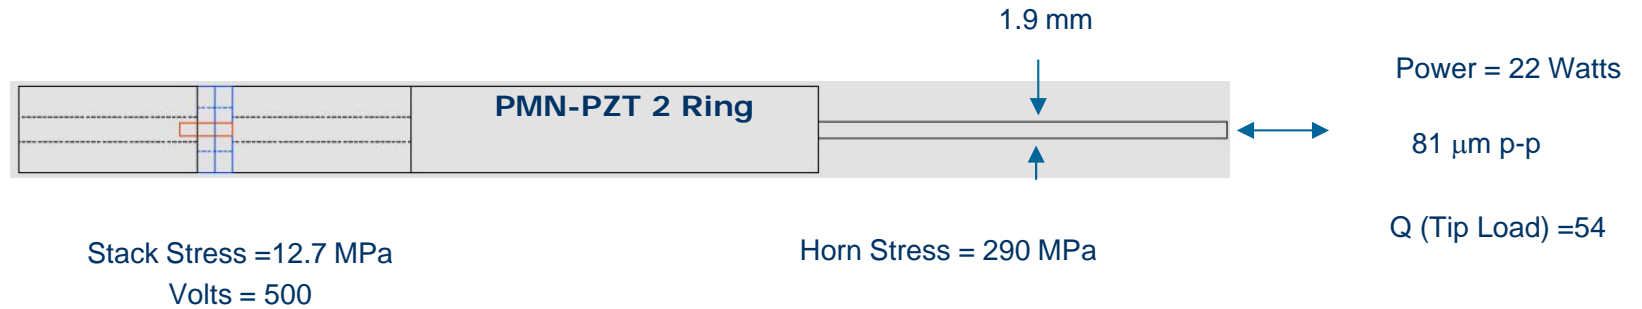 1.9 mm
Power = 22 Watts
PMN-PZT 2 Ring
81 μm p-p
Q (Tip Load) =54
Stack Stress =12.7 MPa
Volts = 500
Horn Stress = 290 MPa